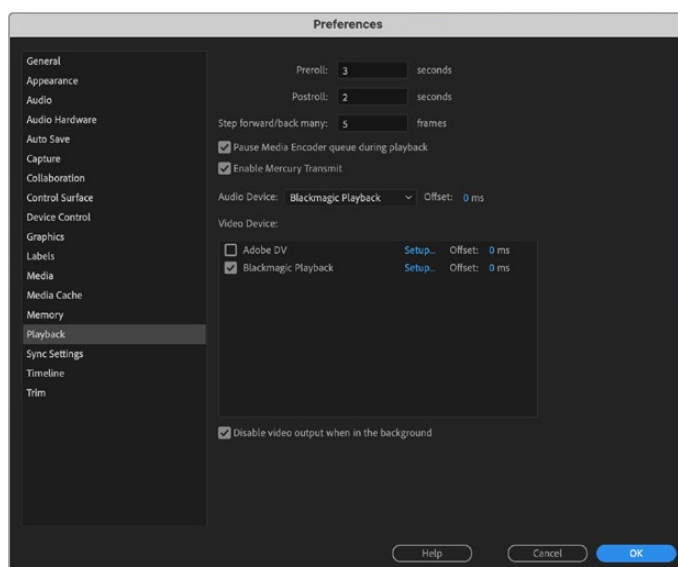 Preferences
General
Appearance
Audio
Audio Hardware
Auto Save
Capture
Collaboration
Control Surface
Device Control
Graphics
Labels
Media
Media Cache
Memory
Playback
Sync Settings
Timeline
Trim
Preroll: 3 seconds
Postroll: 2 seconds
Step forward/back many: 5 frames
Pause Media Encoder queue during playback
Enable Mercury Transmit
Audio Device: Blackmagic Playback Offset: 0 ms
Video Device:
Adobe DV Setup... Offset: 0 ms
Blackmagic Playback Setup... Offset: 0 ms
Disable video output when in the background
Help Cancel OK